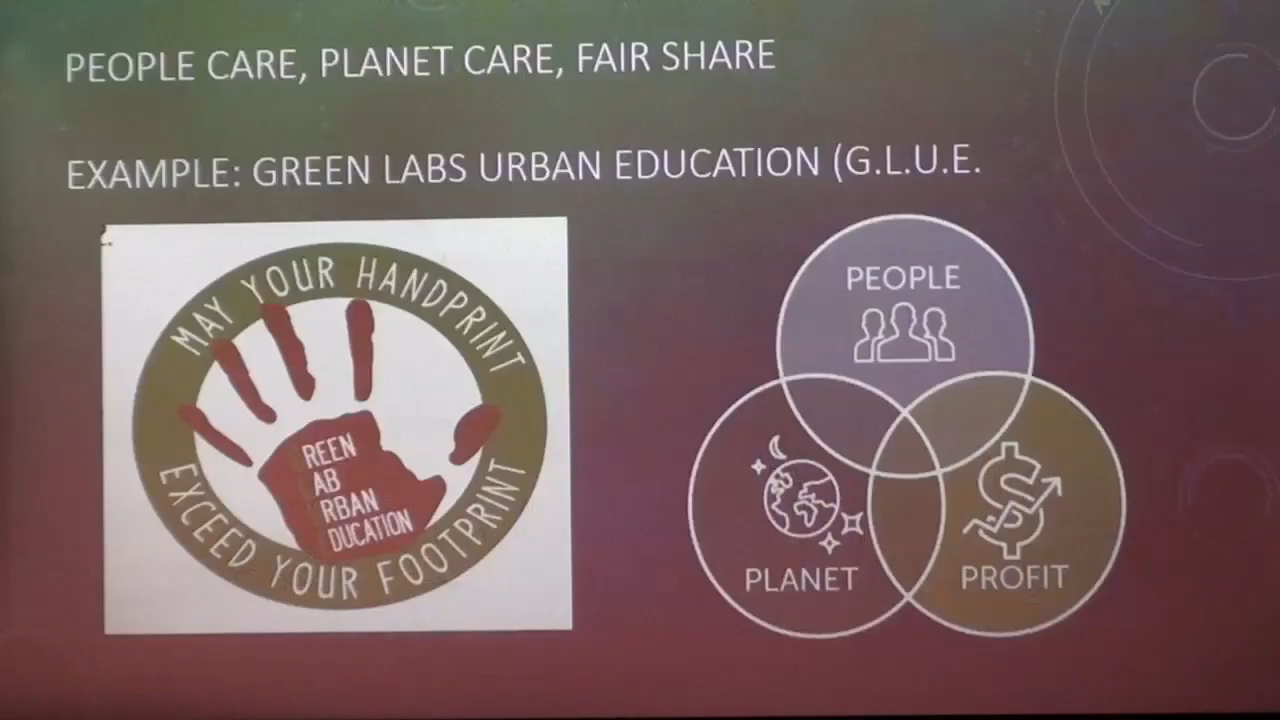 PEOPLE CARE, PLANET CARE, FAIR SHARE
EXAMPLE: GREEN LABS URBAN EDUCATION (G.L.U.E.
MAY YOUR HANDPRINT
REEN
AB
RBAN
DUCATION
EXCEED YOUR FOOTPRINT
PEOPLE
PLANET
PROFIT